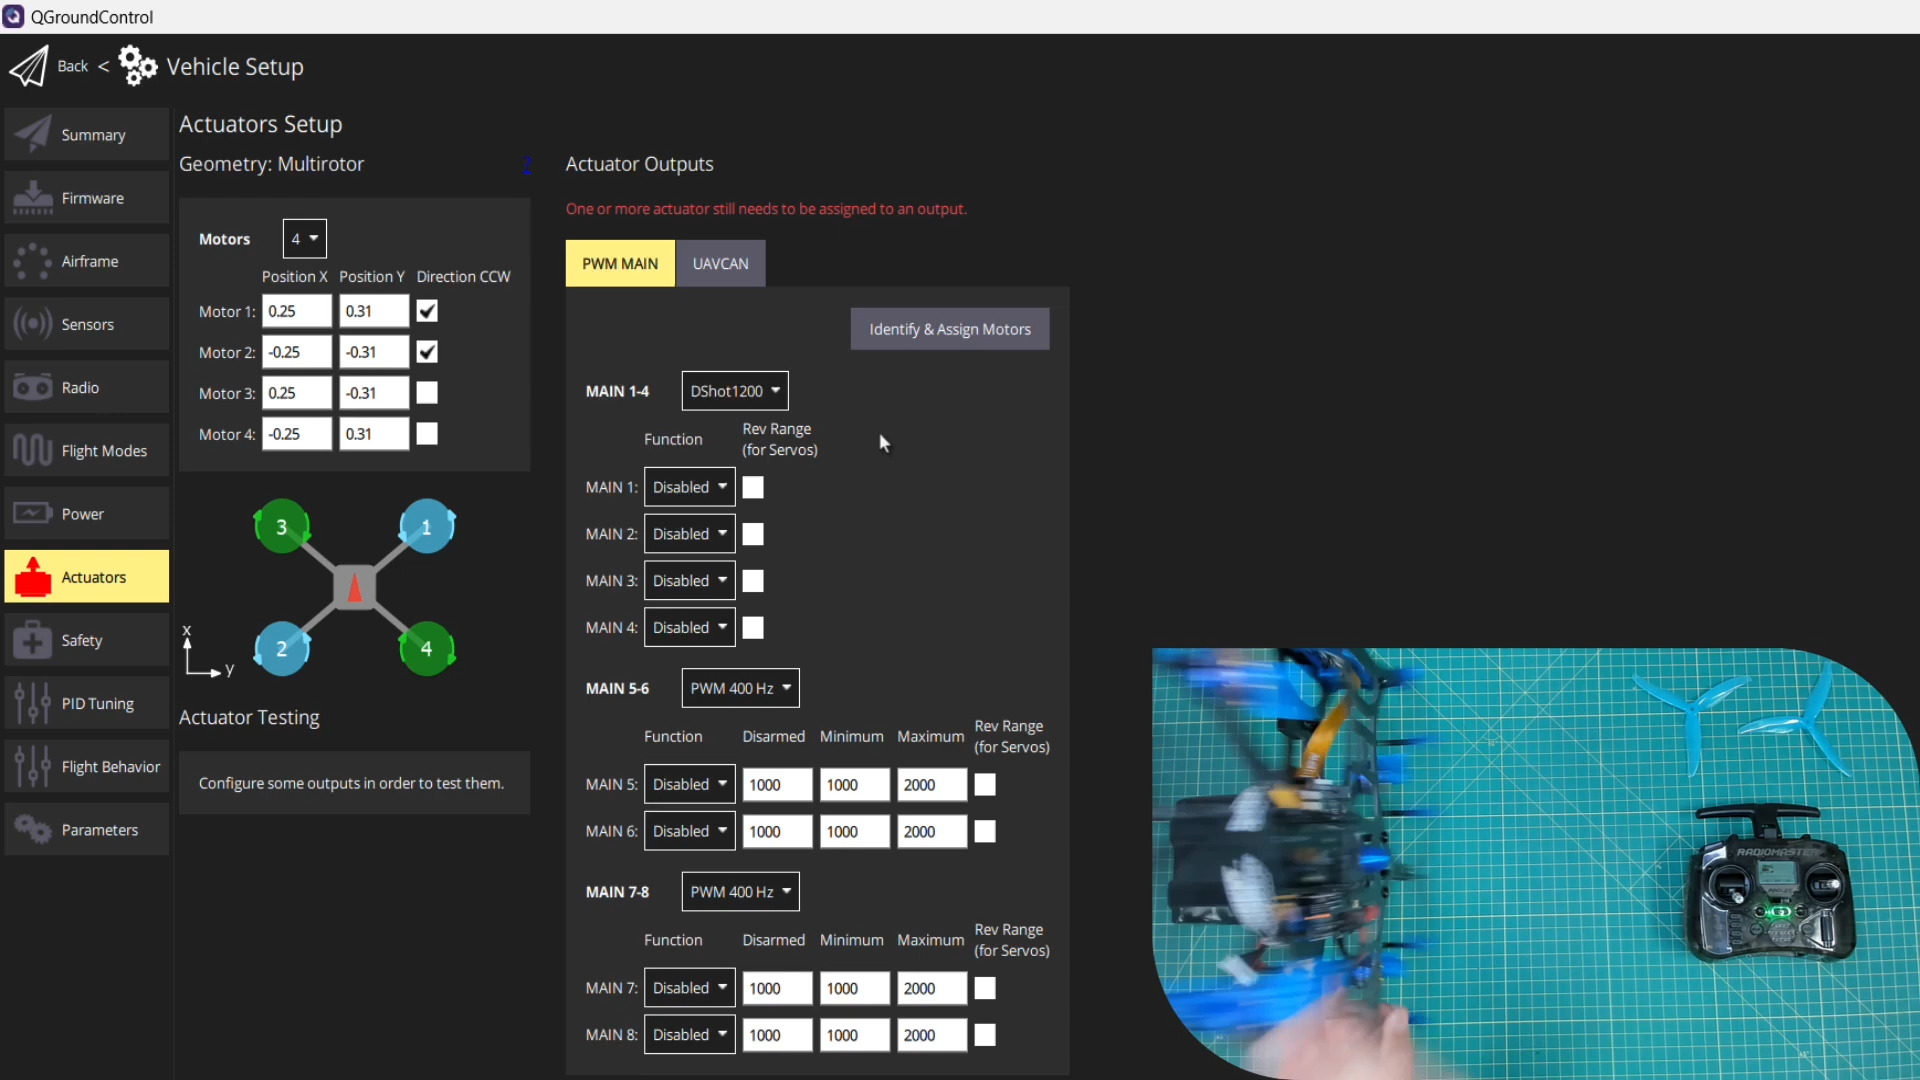 QGroundControl
Back < Vehicle Setup
Summary
Firmware
Airframe
Sensors
Radio
Flight Modes
Power
Actuators
Safety
PID Tuning
Flight Behavior
Parameters
Actuators Setup
Geometry: Multirotor ?
Motors 4
Position X Position Y Direction CCW
Motor 1: 0.25 0.31
Motor 2: -0.25 -0.31
Motor 3: 0.25 -0.31
Motor 4: -0.25 0.31
3 1
2 4
x
y
Actuator Testing
Configure some outputs in order to test them.
Actuator Outputs
One or more actuator still needs to be assigned to an output.
PWM MAIN UAVCAN
Identify & Assign Motors
MAIN 1-4 DShot1200
Function Rev Range
(for Servos)
MAIN 1: Disabled
MAIN 2: Disabled
MAIN 3: Disabled
MAIN 4: Disabled
MAIN 5-6 PWM 400 Hz
Function Disarmed Minimum Maximum Rev Range
(for Servos)
MAIN 5: Disabled 1000 1000 2000
MAIN 6: Disabled 1000 1000 2000
MAIN 7-8 PWM 400 Hz
Function Disarmed Minimum Maximum Rev Range
(for Servos)
MAIN 7: Disabled 1000 1000 2000
MAIN 8: Disabled 1000 1000 2000
RADIOMASTER